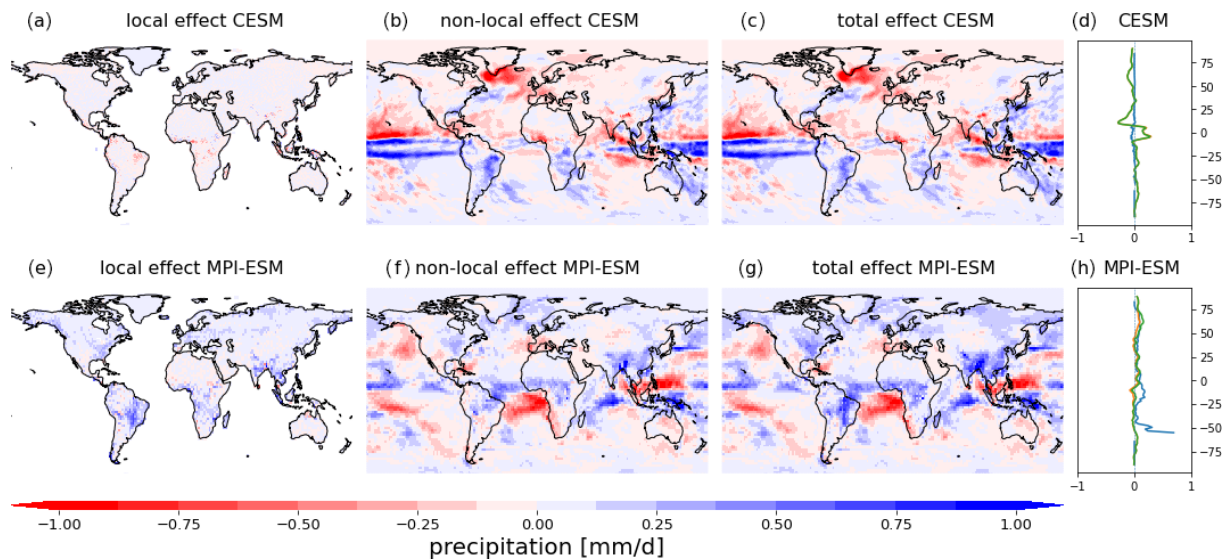 (a) local effect CESM (b) non-local effect CESM (c) total effect CESM (d) CESM
75
50
25
0
−25
−50
−75
−1 0 1
(e) local effect MPI-ESM (f) non-local effect MPI-ESM (g) total effect MPI-ESM (h) MPI-ESM
75
50
25
0
−25
−50
−75
−1 0 1
−1.00 −0.75 −0.50 −0.25 0.00 0.25 0.50 0.75 1.00
precipitation [mm/d]